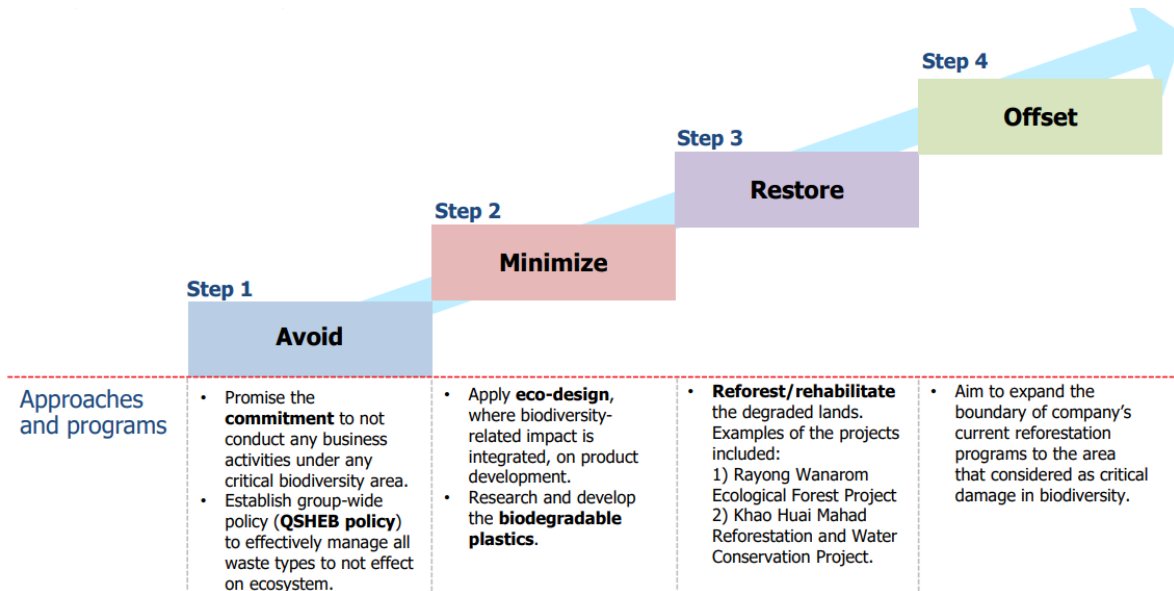 Step 1
Avoid
Step 2
Minimize
Step 3
Restore
Step 4
Offset
Approaches
and programs
• Promise the
commitment to not
conduct any business
activities under any
critical biodiversity area.
• Establish group-wide
policy (QSHEB policy)
to effectively manage all
waste types to not effect
on ecosystem.
• Apply eco-design,
where biodiversity-
related impact is
integrated, on product
development.
• Research and develop
the biodegradable
plastics.
• Reforest/rehabilitate
the degraded lands.
Examples of the projects
included:
1) Rayong Wanarom
Ecological Forest Project
2) Khao Huai Mahad
Reforestation and Water
Conservation Project.
• Aim to expand the
boundary of company’s
current reforestation
programs to the area
that considered as critical
damage in biodiversity.